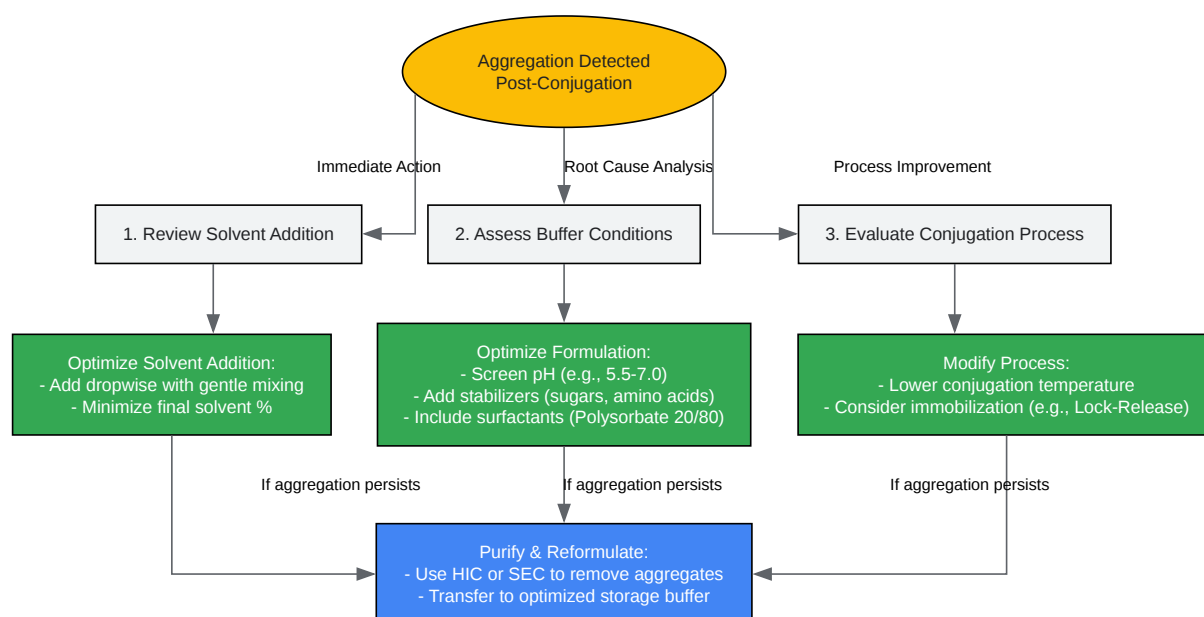 Aggregation Detected
Post-Conjugation
Immediate Action
Root Cause Analysis
Process Improvement
1. Review Solvent Addition
2. Assess Buffer Conditions
3. Evaluate Conjugation Process
Optimize Solvent Addition:
- Add dropwise with gentle mixing
- Minimize final solvent %
Optimize Formulation:
- Screen pH (e.g., 5.5-7.0)
- Add stabilizers (sugars, amino acids)
- Include surfactants (Polysorbate 20/80)
Modify Process:
- Lower conjugation temperature
- Consider immobilization (e.g., Lock-Release)
If aggregation persists
If aggregation persists
If aggregation persists
Purify & Reformulate:
- Use HIC or SEC to remove aggregates
- Transfer to optimized storage buffer